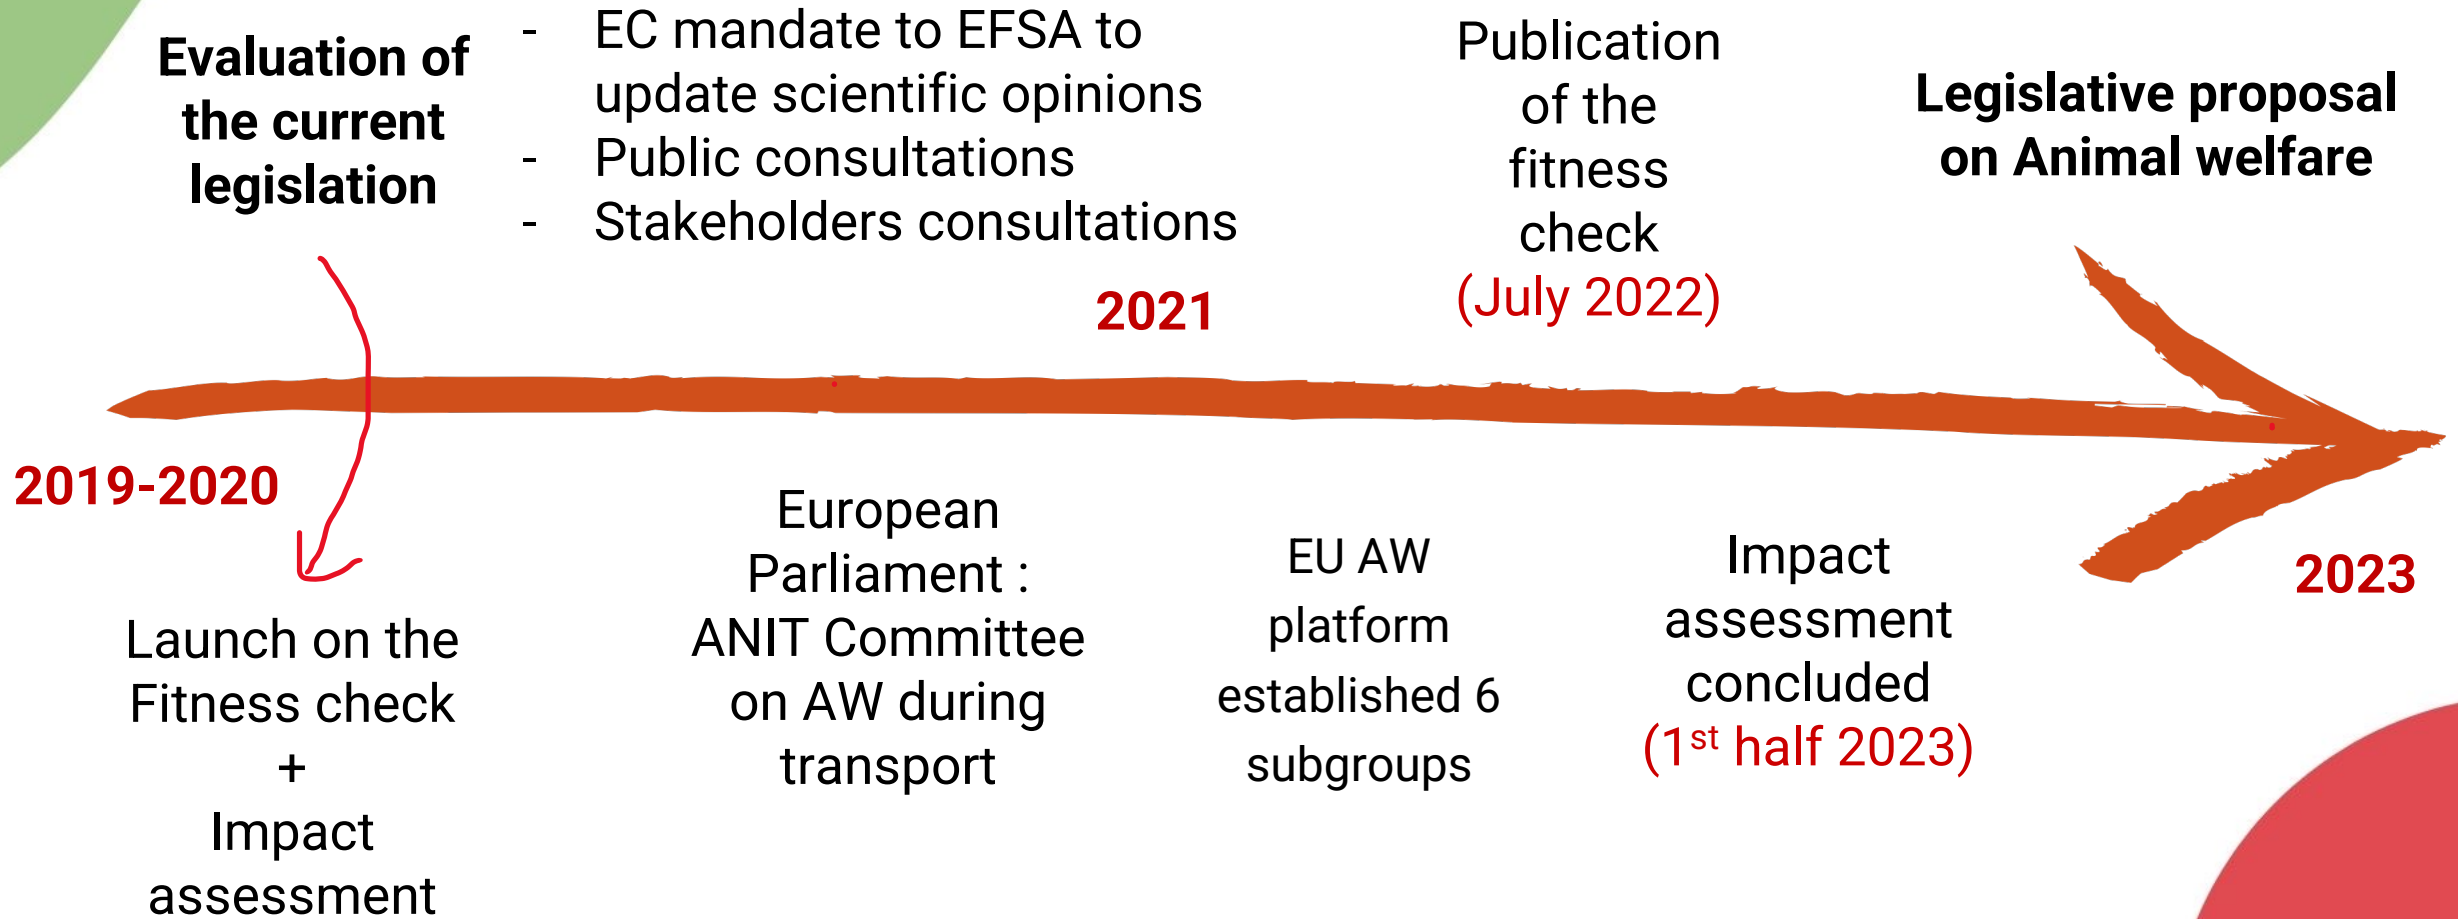 Evaluation of
the current
legislation
- EC mandate to EFSA to
update scientific opinions
- Public consultations
- Stakeholders consultations
2021
Publication
of the
fitness
check
(July 2022)
Legislative proposal
on Animal welfare
2019-2020
Launch on the
Fitness check
+
Impact
assessment
European
Parliament :
ANIT Committee
on AW during
transport
EU AW
platform
established 6
subgroups
Impact
assessment
concluded
(1st half 2023)
2023